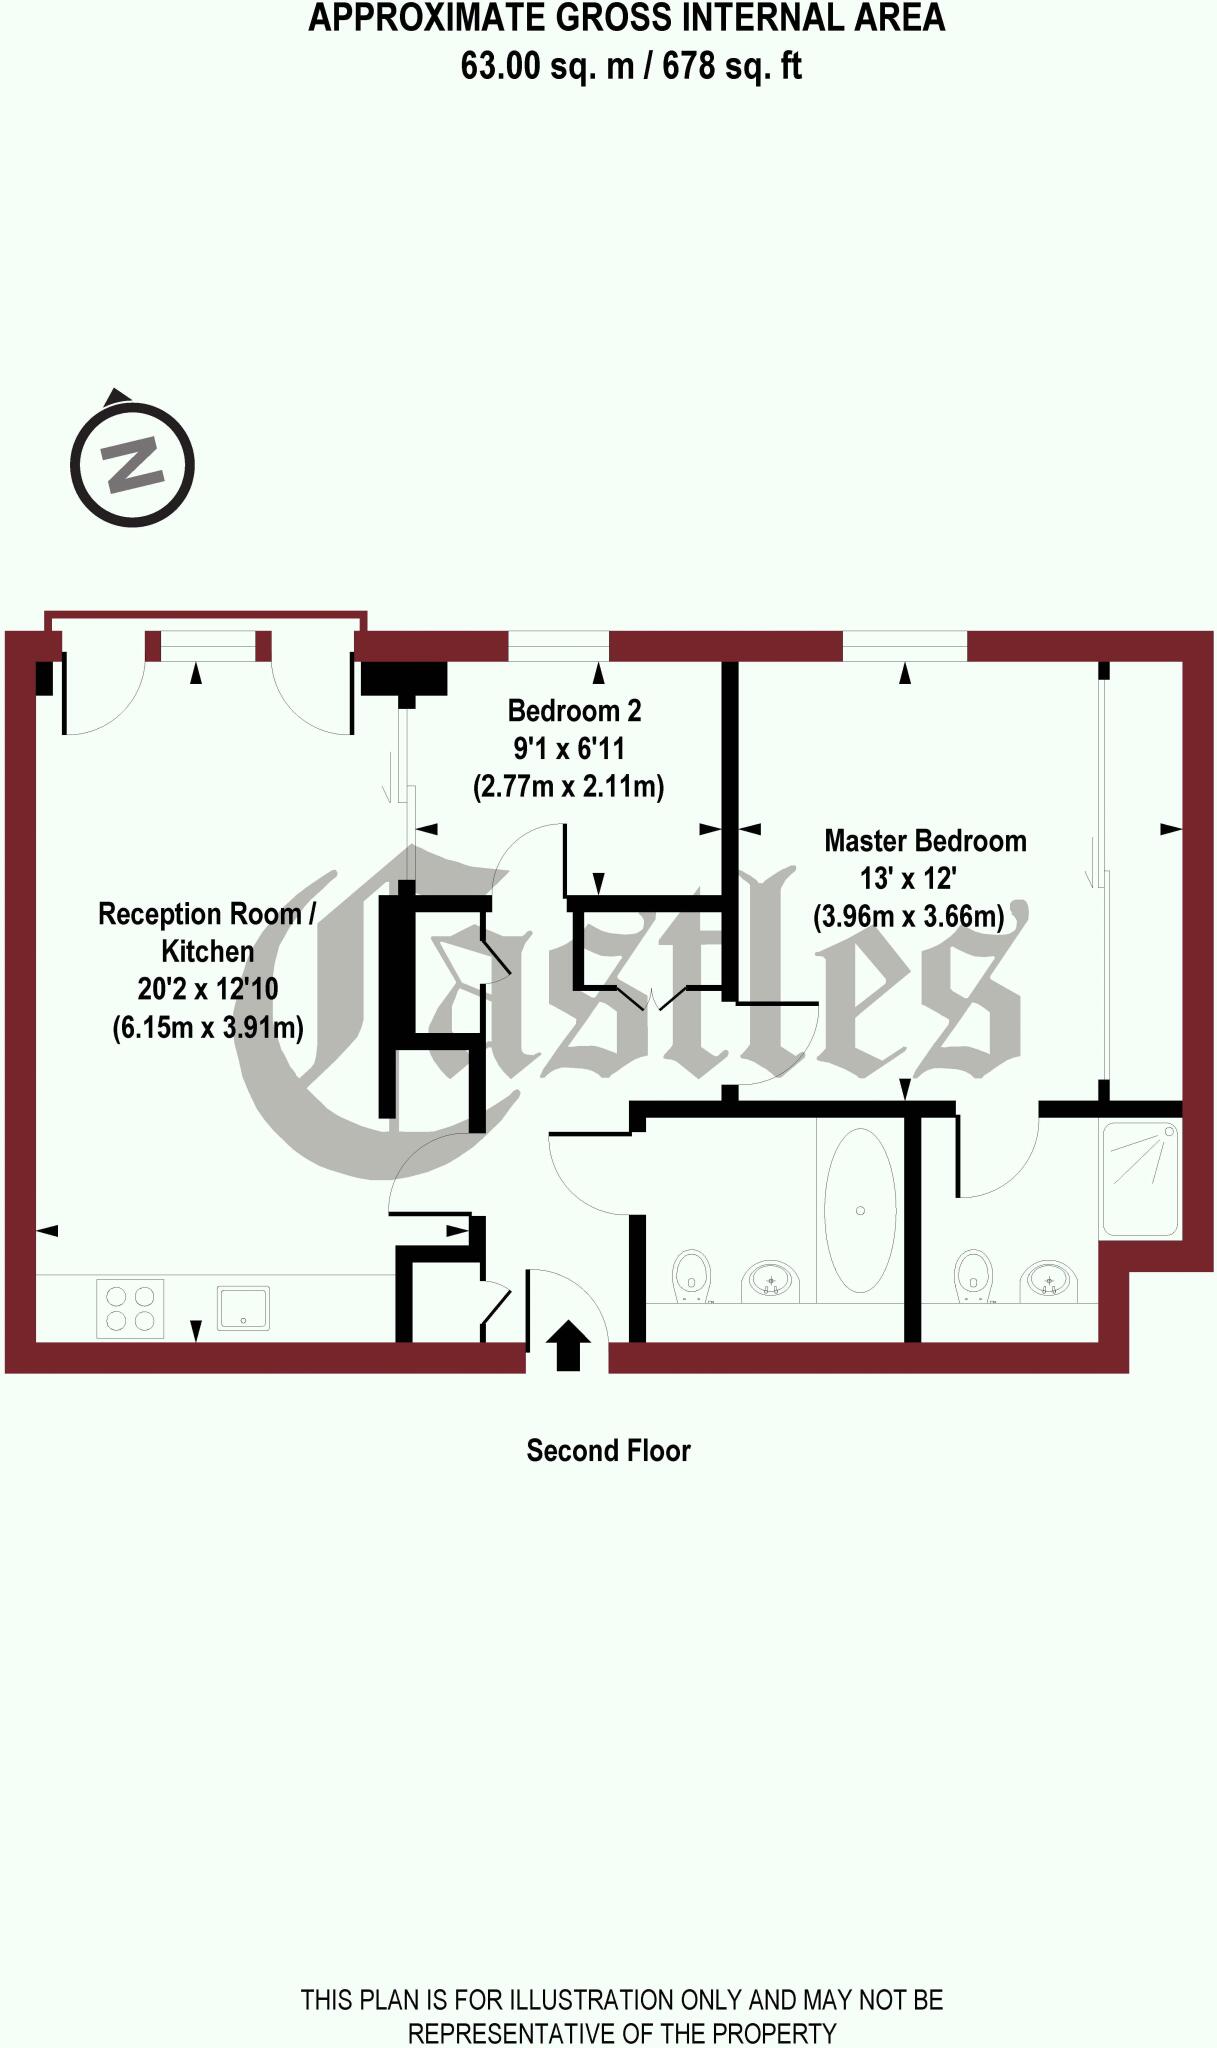 APPROXIMATE GROSS INTERNAL AREA
63.00 sq. m / 678 sq. ft
N
Bedroom 2
9'1 x 6'11
(2.77m x 2.11m)
Master Bedroom
13' x 12'
(3.96m x 3.66m)
Reception Room /
Kitchen
20'2 x 12'10
(6.15m x 3.91m)
Castles
Second Floor
THIS PLAN IS FOR ILLUSTRATION ONLY AND MAY NOT BE
REPRESENTATIVE OF THE PROPERTY